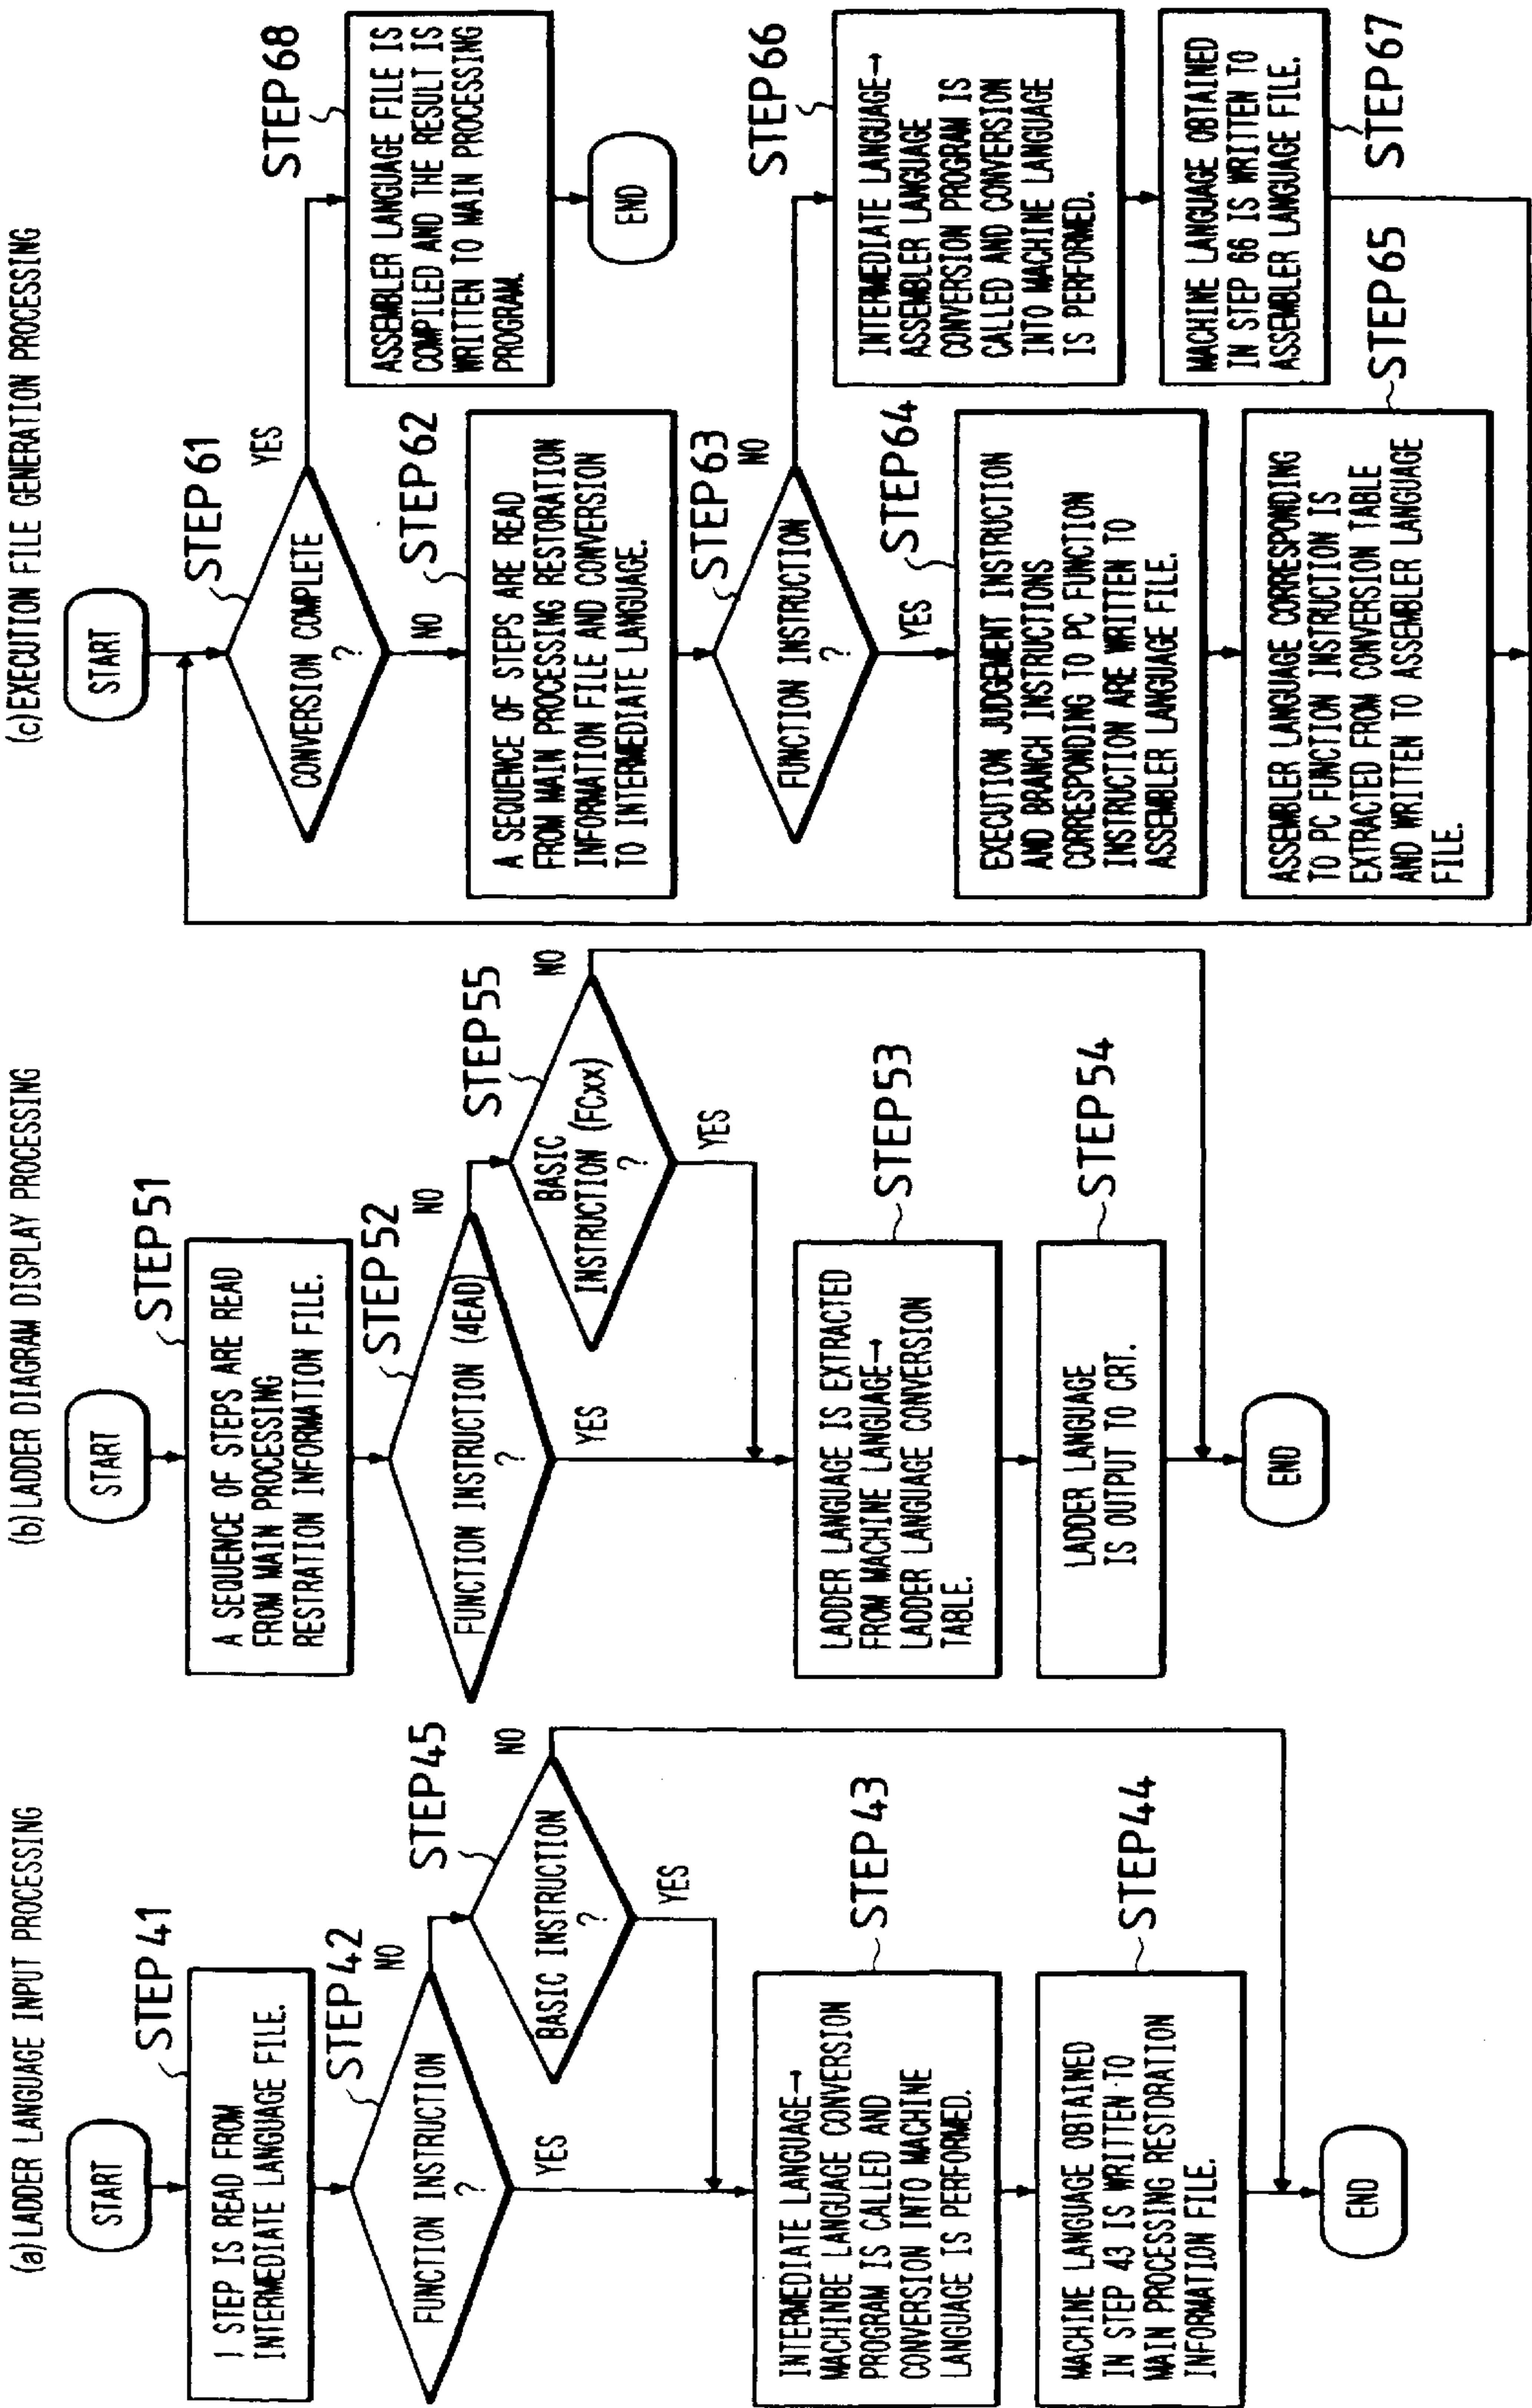 (a) LADDER LANGUAGE INPUT PROCESSING
START
STEP 41
1 STEP IS READ FROM
INTERMEDIATE LANGUAGE FILE.
STEP 42
FUNCTION INSTRUCTION
?
NO
YES
STEP 45
BASIC INSTRUCTION
?
NO
YES
STEP 43
INTERMEDIATE LANGUAGE→
MACHINBE LANGUAGE CONVERSION
PROGRAM IS CALLED AND
CONVERSION INTO MACHINE
LANGUAGE IS PERFORMED.
STEP 44
MACHINE LANGUAGE OBTAINED
IN STEP 43 IS WRITTEN TO
MAIN PROCESSING RESTORATION
INFORMATION FILE.
END
(b) LADDER DIAGRAM DISPLAY PROCESSING
START
STEP 51
A SEQUENCE OF STEPS ARE READ
FROM MAIN PROCESSING
RESTRATION INFORMATION FILE.
STEP 52
FUNCTION INSTRUCTION (4EAD)
?
NO
YES
STEP 55
BASIC
INSTRUCTION (FCxx)
?
NO
YES
STEP 53
LADDER LANGUAGE IS EXTRACTED
FROM MACHINE LANGUAGE→
LADDER LANGUAGE CONVERSION
TABLE.
STEP 54
LADDER LANGUAGE
IS OUTPUT TO CRT.
END
(c) EXECUTION FILE GENERATION PROCESSING
START
STEP 61
CONVERSION COMPLETE
?
YES
NO
STEP 68
ASSEMBLER LANGUAGE FILE IS
COMPILED AND THE RESULT IS
WRITTEN TO MAIN PROCESSING
PROGRAM.
END
STEP 62
A SEQUENCE OF STEPS ARE READ
FROM MAIN PROCESSING RESTORATION
INFORMATION FILE AND CONVERSION
TO INTERMEDIATE LANGUAGE.
STEP 63
FUNCTION INSTRUCTION
?
NO
YES
STEP 66
INTERMEDIATE LANGUAGE→
ASSEMBLER LANGUAGE
CONVERSION PROGRAM IS
CALLED AND CONVERSION
INTO MACHINE LANGUAGE
IS PERFORMED.
STEP 64
EXECUTION JUDGEMENT INSTRUCTION
AND BRANCH INSTRUCTIONS
CORRESPONDING TO PC FUNCTION
INSTRUCTION ARE WRITTEN TO
ASSEMBLER LANGUAGE FILE.
MACHINE LANGUAGE OBTAINED
IN STEP 66 IS WRITTEN TO
ASSEMBLER LANGUAGE FILE.
STEP 67
STEP 65
ASSEMBLER LANGUAGE CORRESPONDING
TO PC FUNCTION INSTRUCTION IS
EXTRACTED FROM CONVERSION TABLE
AND WRITTEN TO ASSEMBLER LANGUAGE
FILE.